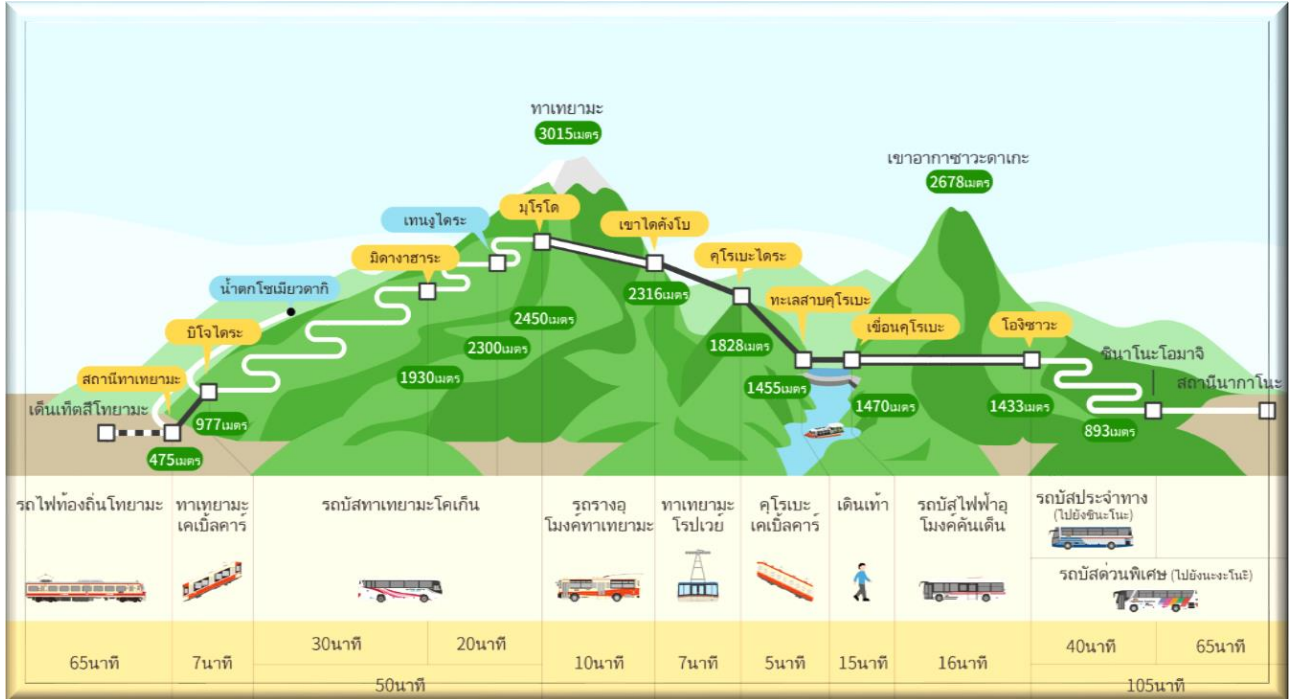 ทาเทยามะ
3015เมตร
เขาอากาซาวะดาเกะ
2678เมตร
เทนงูไดระ
มุโรโด
เขาไดคังโบ
มิดางาฮาระ
คุโรเบะไดระ
น้ำตกโชเมียวดากิ
2316เมตร
ทะเลสาบคุโรเบะ
2450เมตร
บิโจไดระ
เขื่อนคุโรเบะ
โองิซาวะ
2300เมตร
1828เมตร
ชินาโนะโอมาจิ
สถานีทาเทยามะ
1930เมตร
1455เมตร
สถานีนากาโนะ
เด็นเท็ตสึโทยามะ
977เมตร
1470เมตร
1433เมตร
893เมตร
475เมตร
รถไฟท้องถิ่นโทยามะ
ทาเทยามะ
เคเบิ้ลคาร์
รถบัสทาเทยามะโคเก็น
รถรางอุ
โมงค์ทาเทยามะ
ทาเทยามะ
โรปเวย์
คุโรเบะ
เคเบิ้ลคาร์
เดินเท้า
รถบัสไฟฟ้าอุ
โมงค์คันเด็น
รถบัสประจำทาง
(ไปยังชินะโนะ)
รถบัสด่วนพิเศษ (ไปยังนะงะโนะ)
65นาที
7นาที
30นาที
20นาที
50นาที
10นาที
7นาที
5นาที
15นาที
16นาที
40นาที
65นาที
105นาที